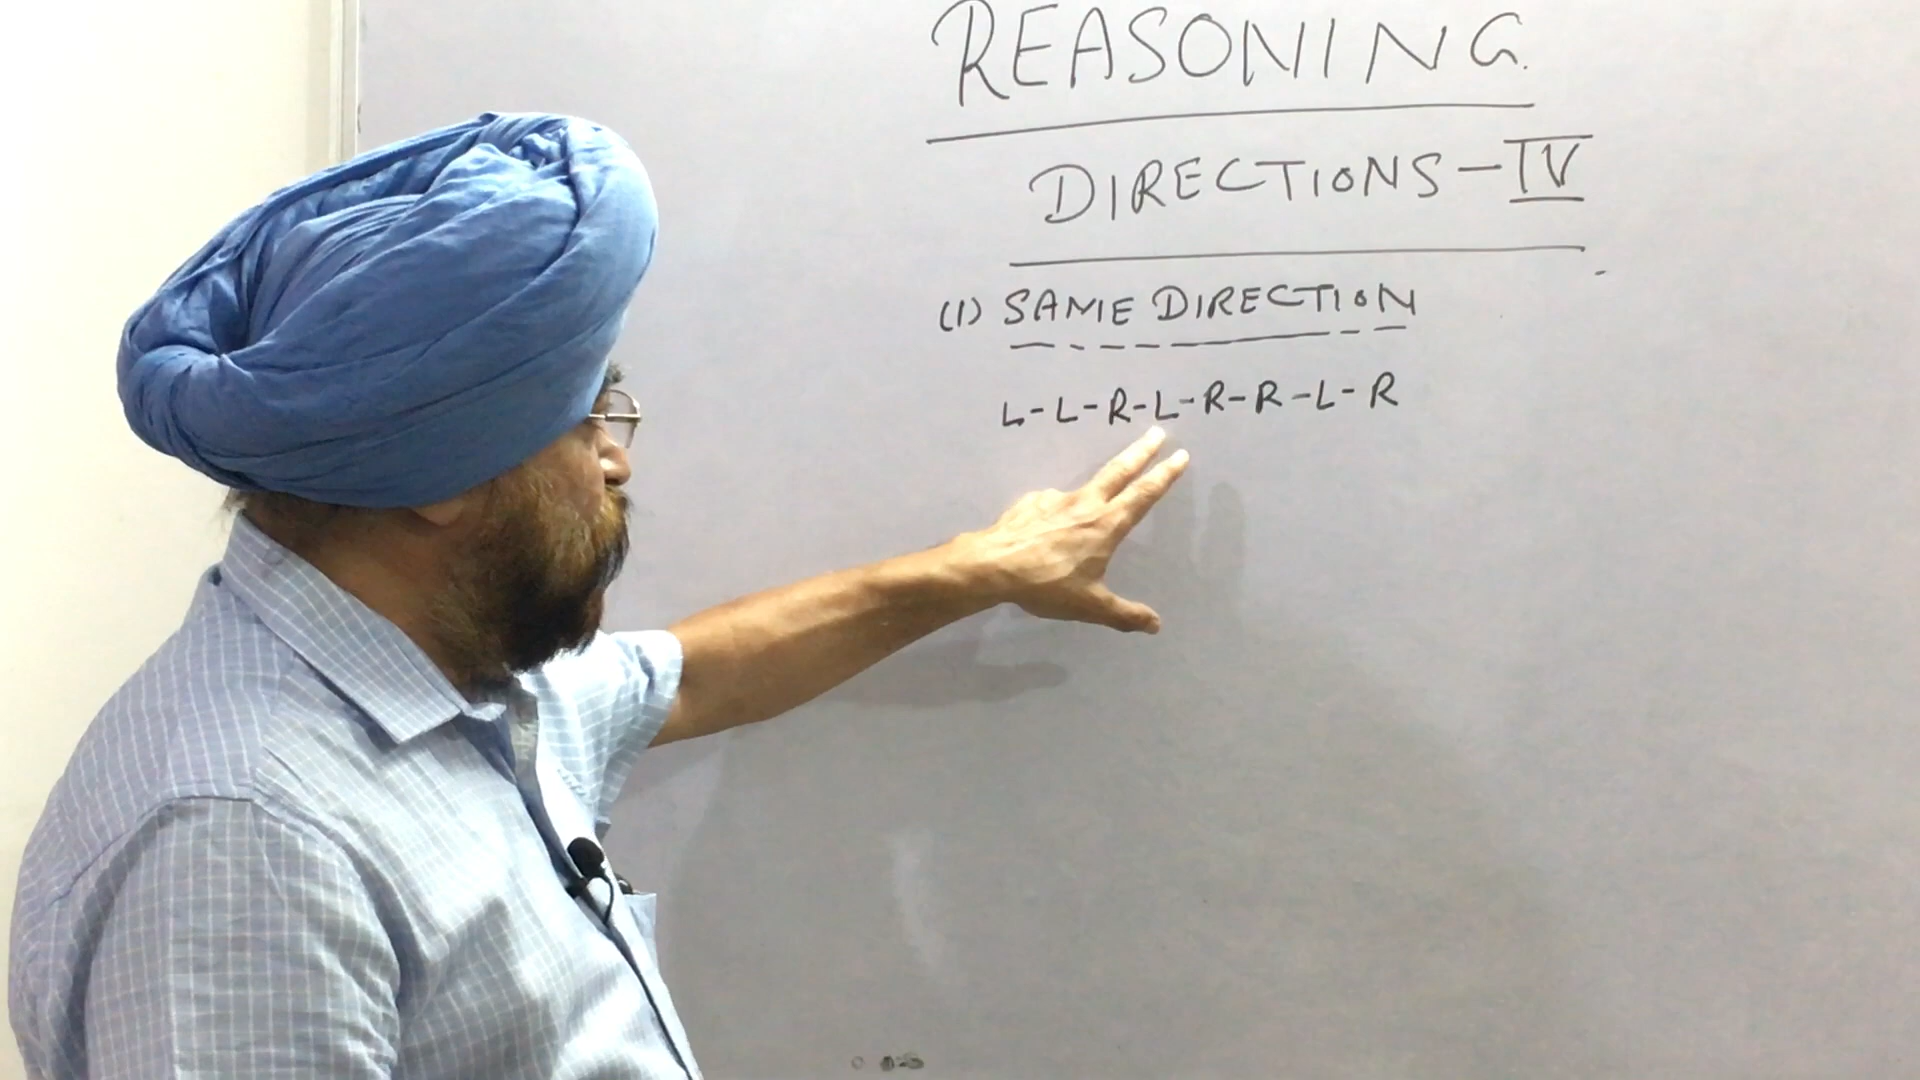 REASONING.
DIRECTIONS-IV
(1) SAME DIRECTION
L-L-R-L-R-R-L-R